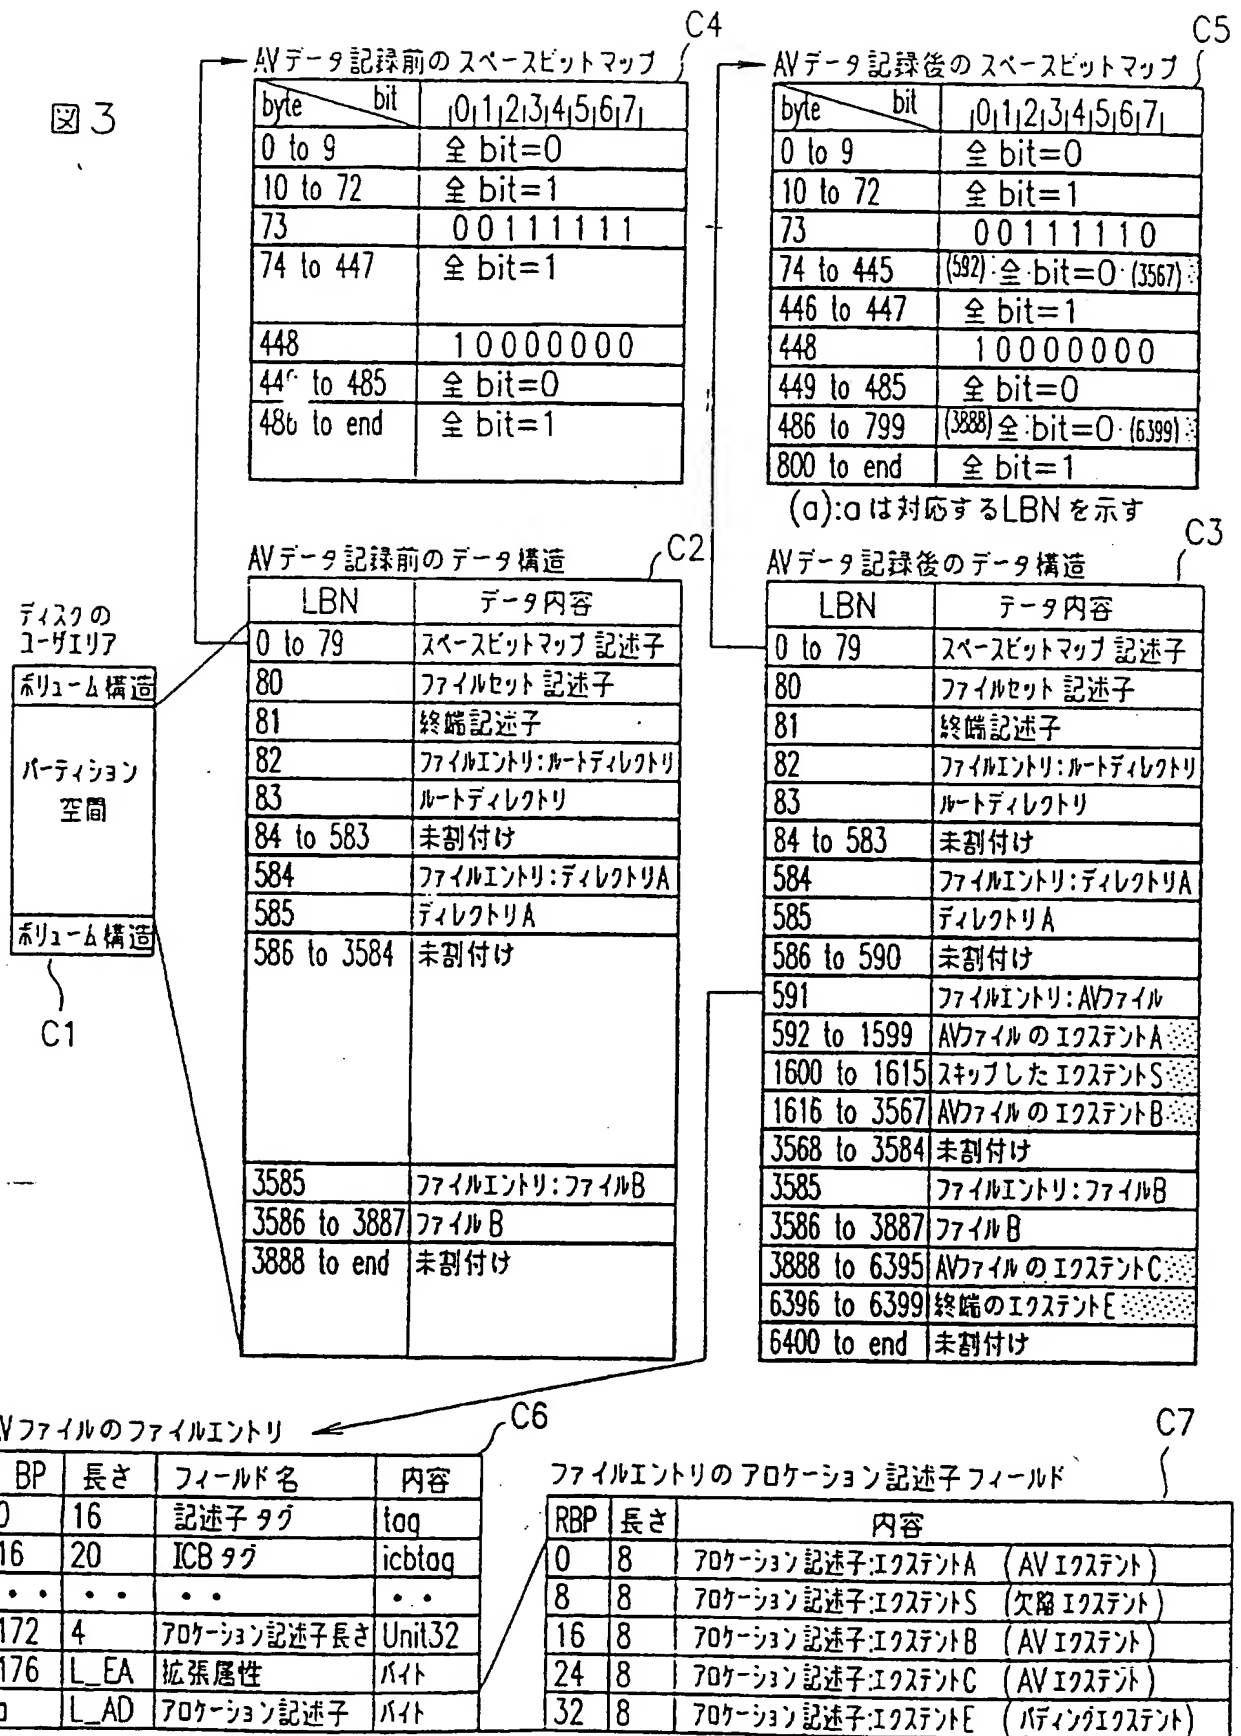 図3
C4
AVデータ記録前のスペースビットマップ
byte bit 0 1 2 3 4 5 6 7
0 to 9 全bit=0
10 to 72 全bit=1
73 00111111
74 to 447 全bit=1
448 10000000
to 485 全bit=0
486 to end 全bit=1
C5
AVデータ記録後のスペースビットマップ
byte bit 0 1 2 3 4 5 6 7
0 to 9 全bit=0
10 to 72 全bit=1
73 00111110
74 to 445 (592) 全bit=0 (3567)
446 to 447 全bit=1
448 10000000
449 to 485 全bit=0
486 to 799 (3888) 全bit=0 (6399)
800 to end 全bit=1
(a):aは対応するLBNを示す
ディスクの
ユーザエリア
ボリューム構造
パーティション
空間
ボリューム構造
C1
C2
AVデータ記録前のデータ構造
LBN データ内容
0 to 79 スペースビットマップ記述子
80 ファイルセット記述子
81 終端記述子
82 ファイルエントリ:ルートディレクトリ
83 ルートディレクトリ
84 to 583 未割付け
584 ファイルエントリ:ディレクトリA
585 ディレクトリA
586 to 3584 未割付け
3585 ファイルエントリ:ファイルB
3586 to 3887 ファイルB
3888 to end 未割付け
C3
AVデータ記録後のデータ構造
LBN データ内容
0 to 79 スペースビットマップ記述子
80 ファイルセット記述子
81 終端記述子
82 ファイルエントリ:ルートディレクトリ
83 ルートディレクトリ
84 to 583 未割付け
584 ファイルエントリ:ディレクトリA
585 ディレクトリA
586 to 590 未割付け
591 ファイルエントリ:AVファイル
592 to 1599 AVファイルのエクステントA
1600 to 1615 スキップしたエクステントS
1616 to 3567 AVファイルのエクステントB
3568 to 3584 未割付け
3585 ファイルエントリ:ファイルB
3586 to 3887 ファイルB
3888 to 6395 AVファイルのエクステントC
6396 to 6399 終端のエクステントE
6400 to end 未割付け
Vファイルのファイルエントリ
C6
BP 長さ フィールド名 内容
0 16 記述子タグ tag
16 20 ICBタグ icbtag
・・ ・・ ・・ ・・
172 4 アロケーション記述子長さ Unit32
176 L_EA 拡張属性 バイト
L_AD アロケーション記述子 バイト
C7
ファイルエントリのアロケーション記述子フィールド
RBP 長さ 内容
0 8 アロケーション記述子:エクステントA (AVエクステント)
8 8 アロケーション記述子:エクステントS (欠陥エクステント)
16 8 アロケーション記述子:エクステントB (AVエクステント)
24 8 アロケーション記述子:エクステントC (AVエクステント)
32 8 アロケーション記述子:エクステントE (パディングエクステント)